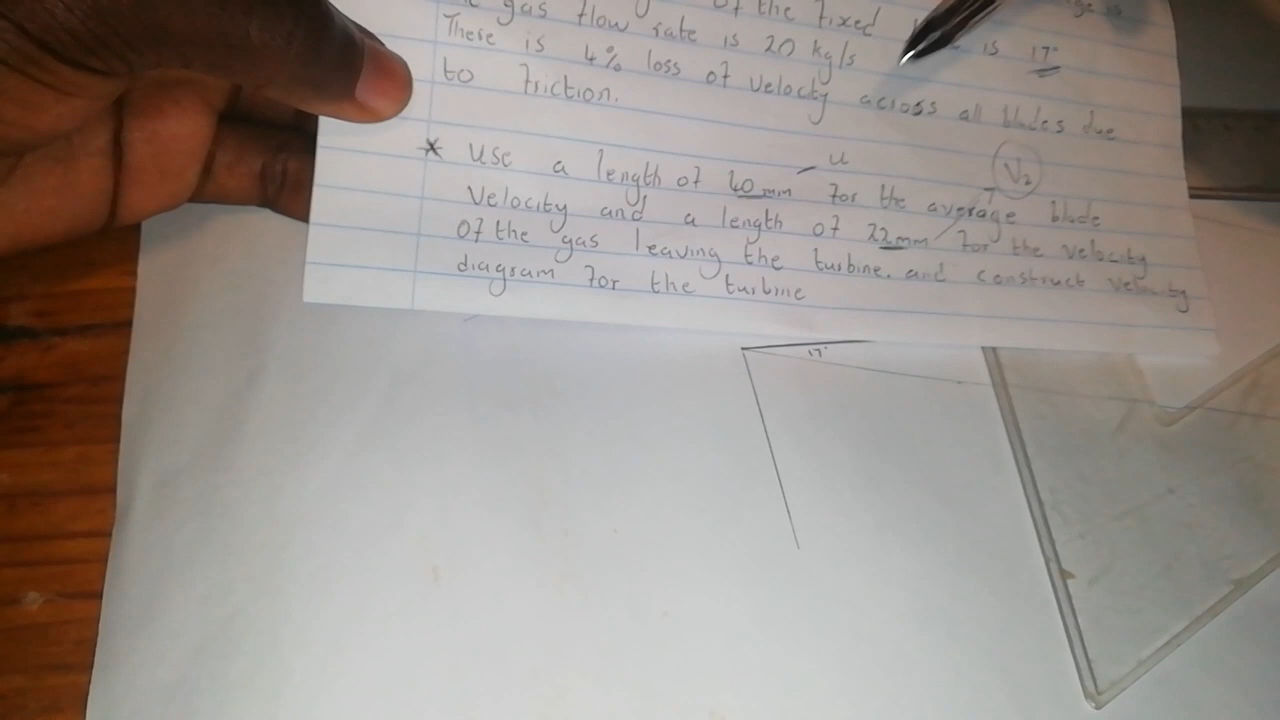 gas flow rate is 20 kg/s
of the fixed is 17°
There is 4% loss of velocity across all blades due
to friction.
* Use a length of 40mm for the average blade
u
V₂
velocity and a length of 22mm for the velocity
of the gas leaving the turbine. and construct velocity
diagram for the turbine
17°